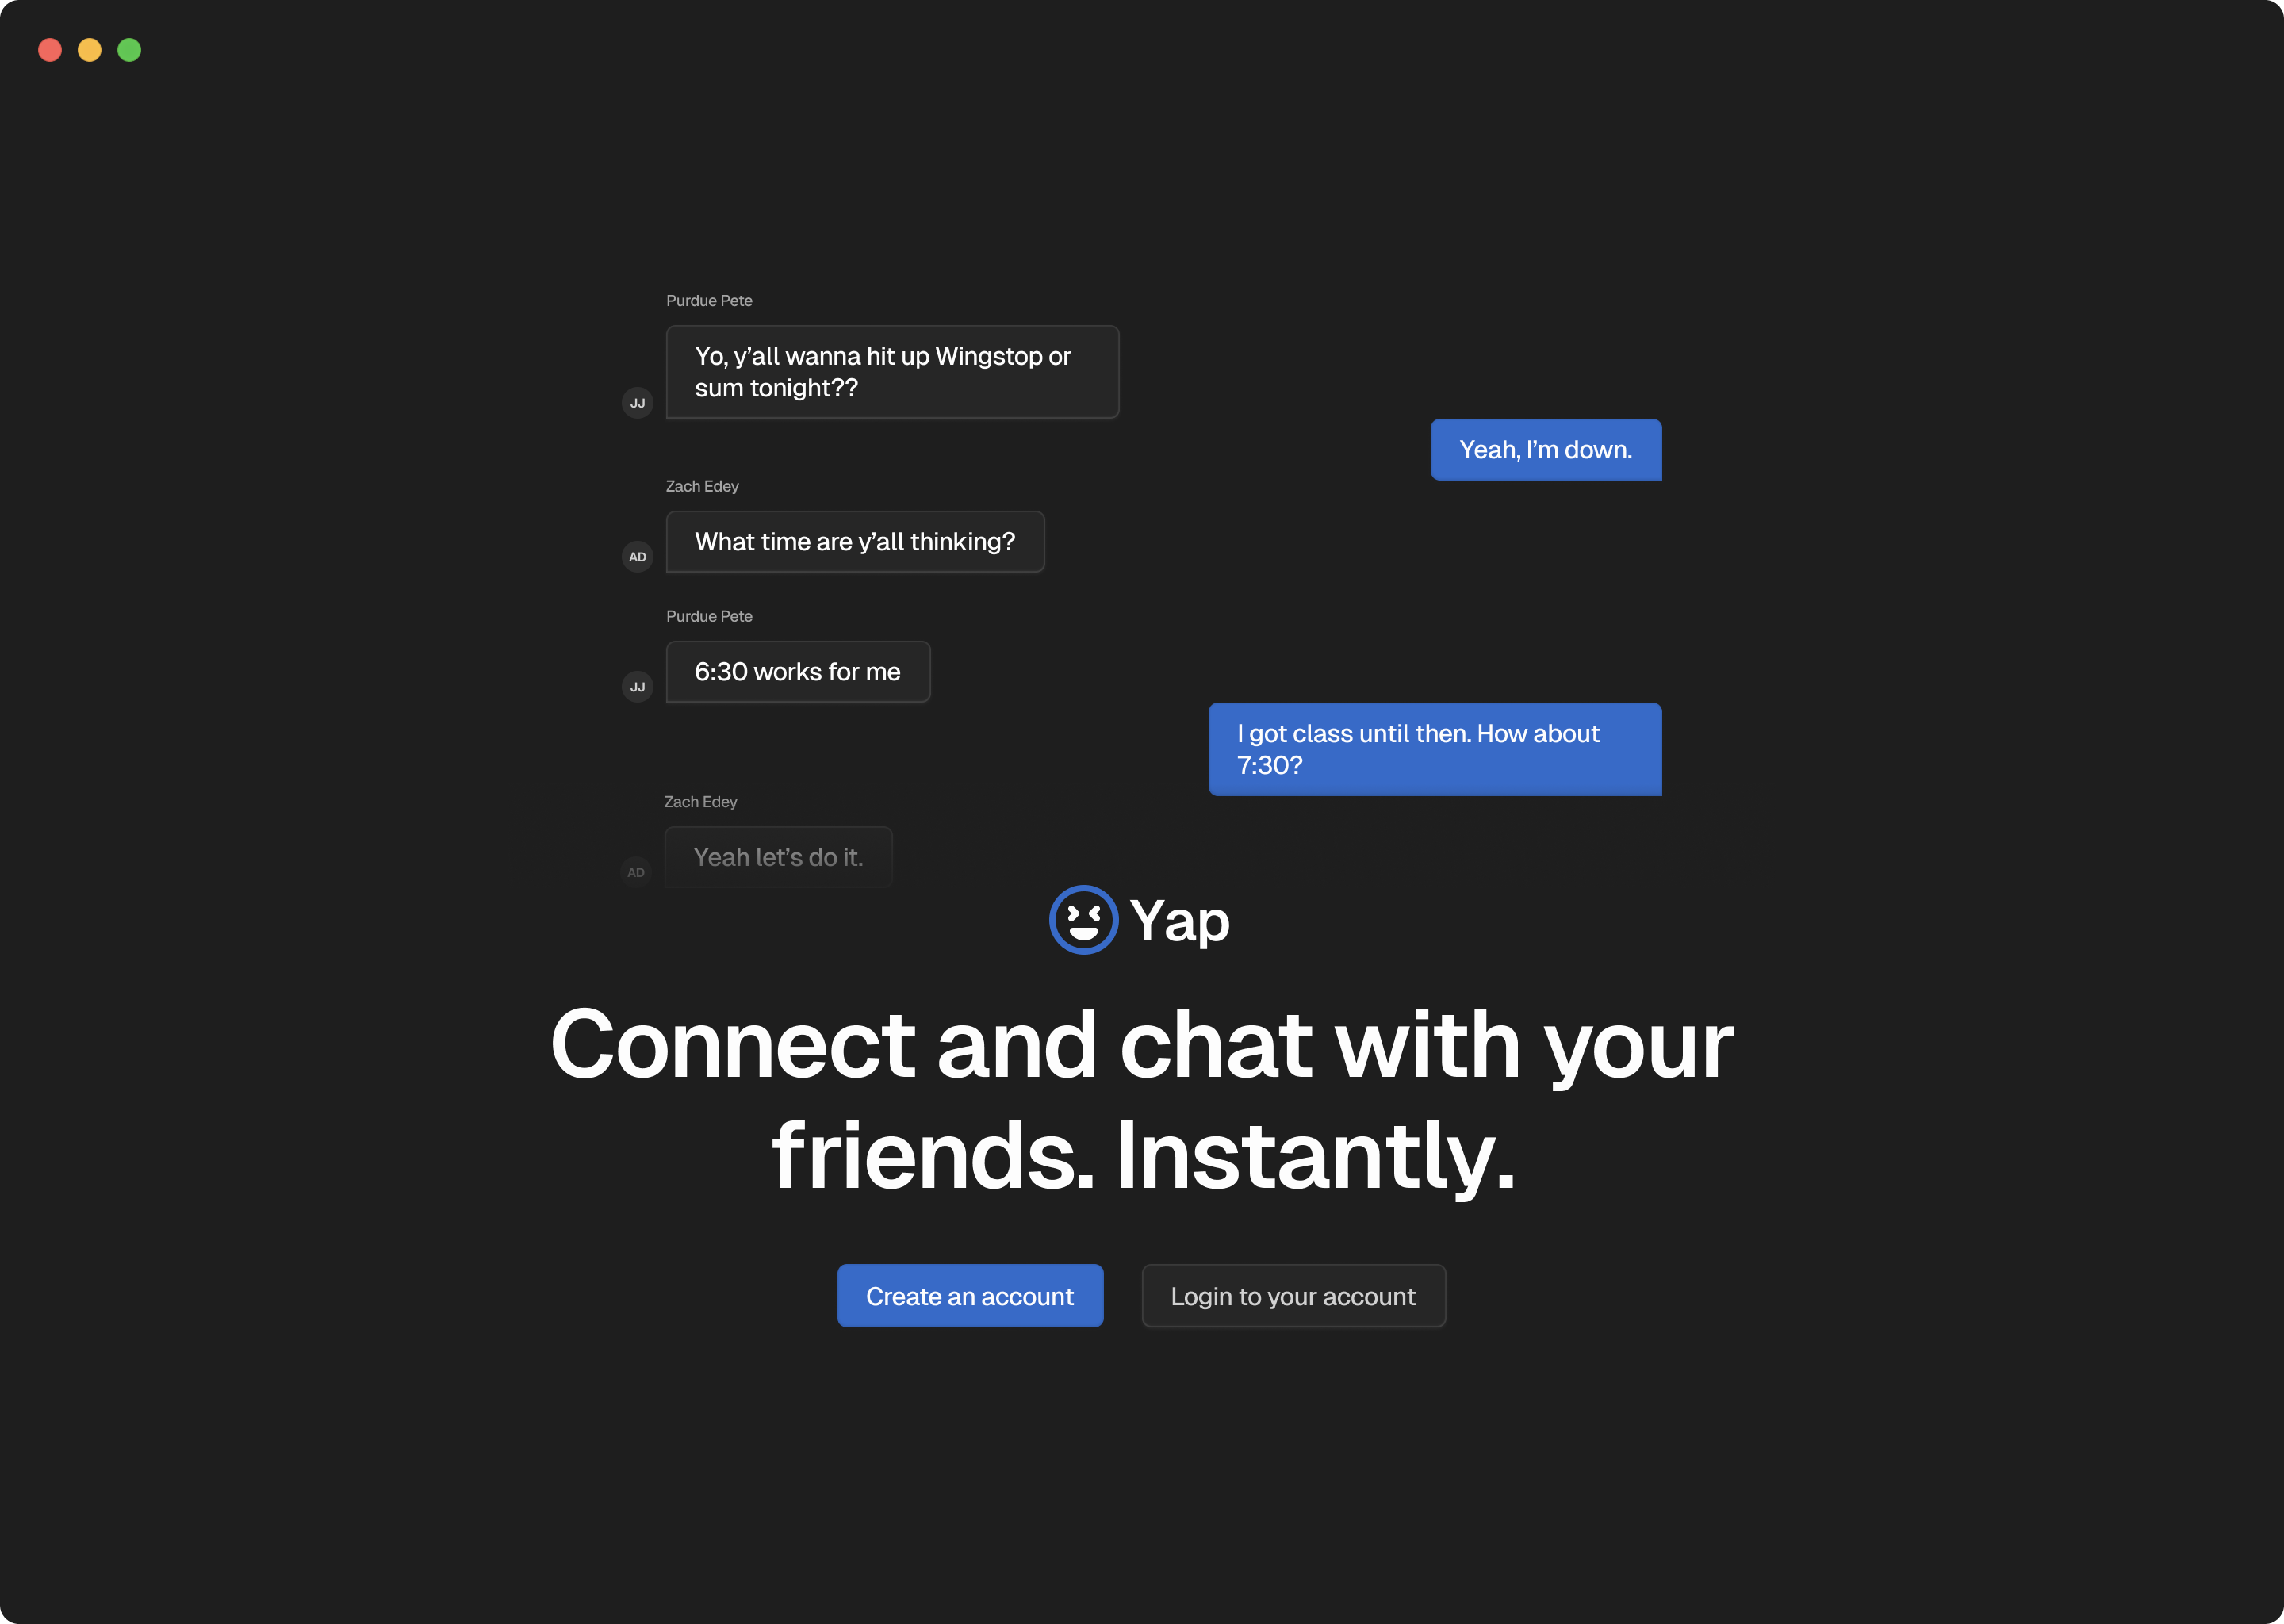 Purdue Pete
Yo, y’all wanna hit up Wingstop or
sum tonight??
JJ
Yeah, I’m down.
Zach Edey
What time are y’all thinking?
AD
Purdue Pete
6:30 works for me
JJ
I got class until then. How about
7:30?
Zach Edey
Yeah let’s do it.
AD
Yap
Connect and chat with your
friends. Instantly.
Create an account
Login to your account